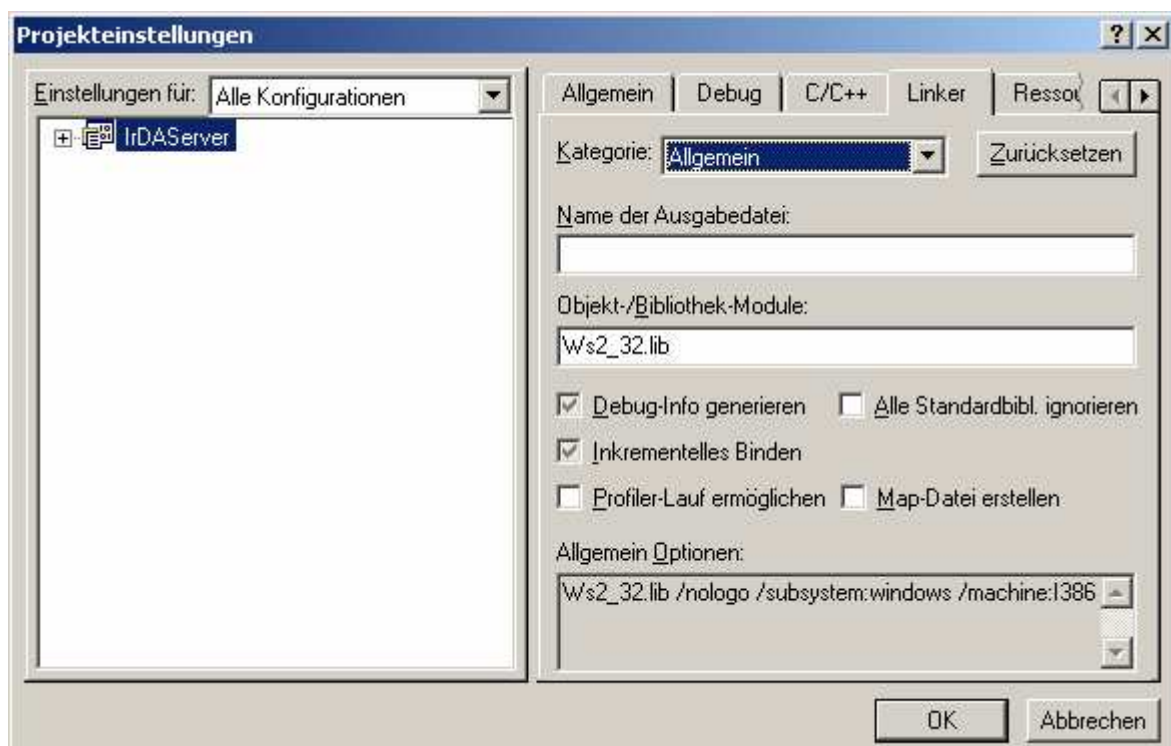 Projekteinstellungen
Einstellungen für: Alle Konfigurationen
IrDAServer
Allgemein Debug C/C++ Linker
Kategorie: Allgemein Zurücksetzen
Name der Ausgabedatei:
Objekt-/Bibliothek-Module:
Ws2_32.lib
Debug-Info generieren Alle Standardbibl. ignorieren
Inkrementelles Binden
Profiler-Lauf ermöglichen Map-Datei erstellen
Allgemein Optionen:
Ws2_32.lib /nologo /subsystem:windows /machine:I386
OK Abbrechen